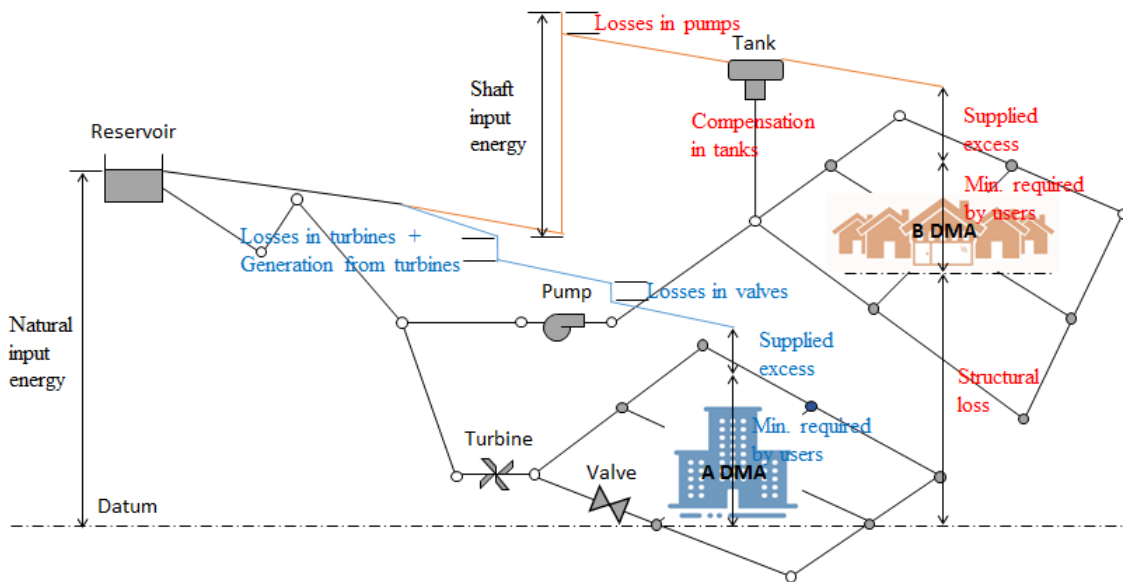 Losses in pumps
Tank
Shaft
input
energy
Reservoir
Compensation
in tanks
Supplied
excess
Min. required
by users
B DMA
Losses in turbines +
Generation from turbines
Pump
Losses in valves
Natural
input
energy
Supplied
excess
Structural
loss
Turbine
Min. required
by users
Valve
A DMA
Datum